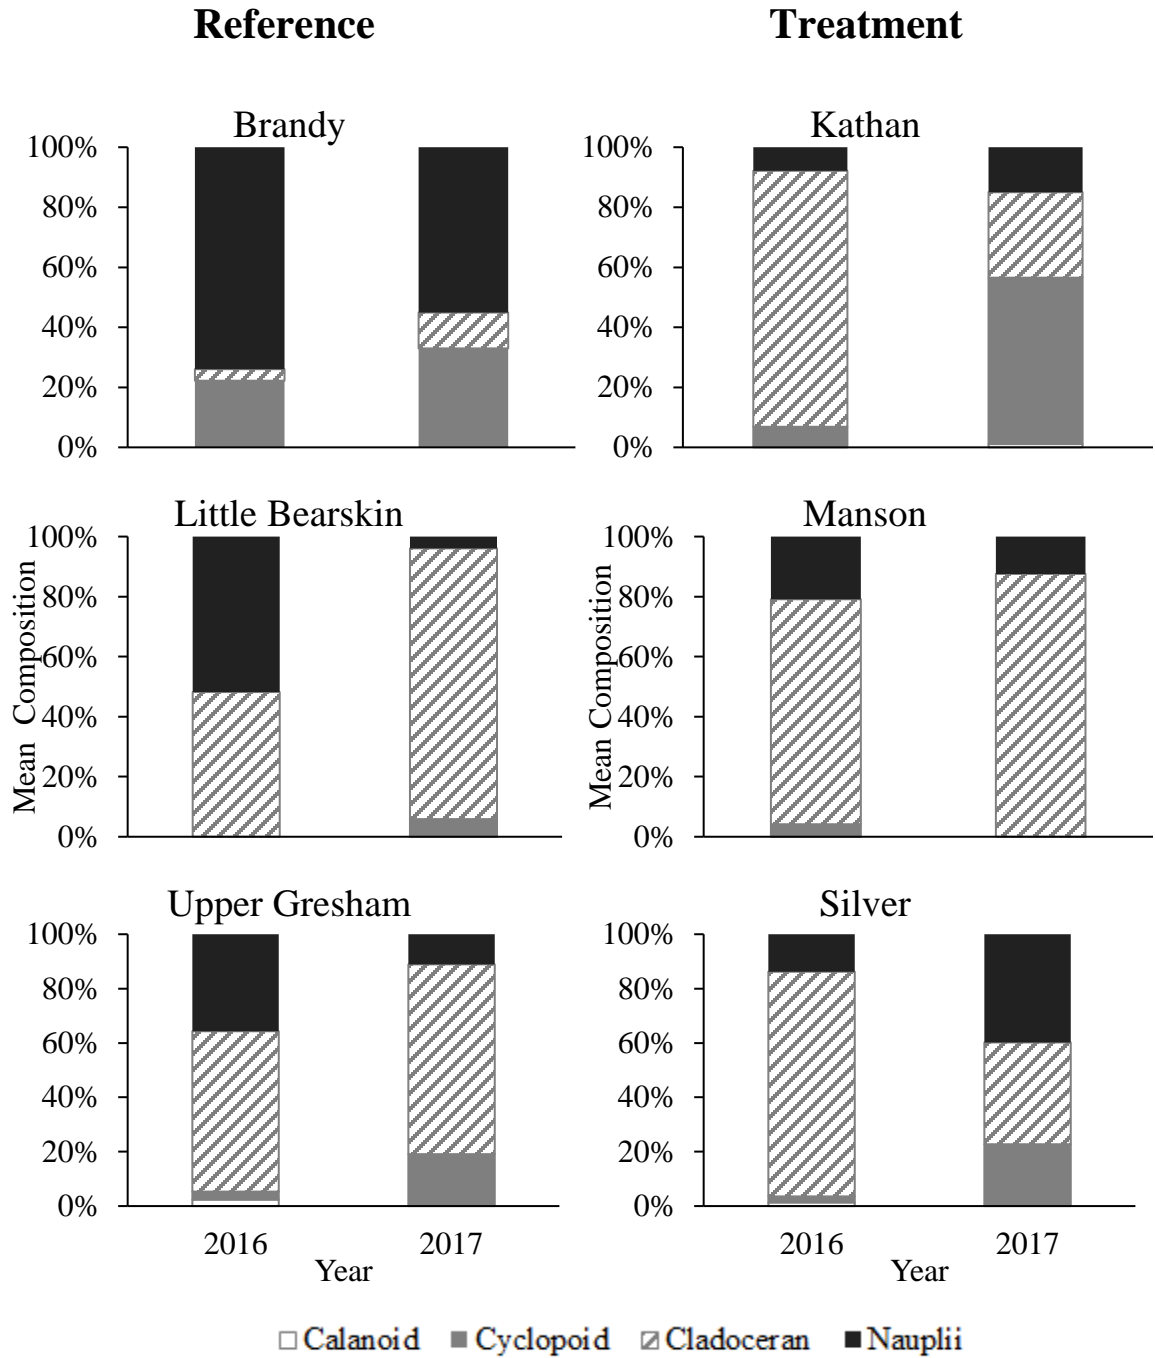 Reference Treatment
Brandy Kathan
100% 100%
80% 80%
60% 60%
40% 40%
20% 20%
0% 0%
Little Bearskin Manson
Mean Composition Mean Composition
100% 100%
80% 80%
60% 60%
40% 40%
20% 20%
0% 0%
Upper Gresham Silver
100% 100%
80% 80%
60% 60%
40% 40%
20% 20%
0% 0%
2016 2017 2016 2017
Year Year
Calanoid Cyclopoid Cladoceran Nauplii